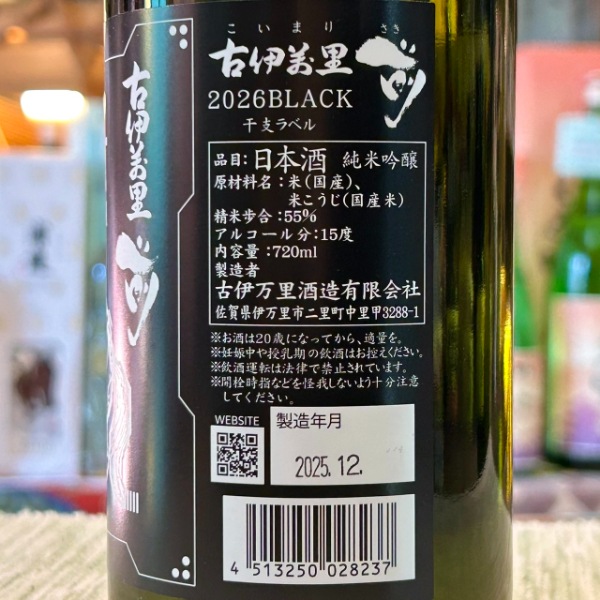 こいまり さき
古伊万里 前
2026BLACK
干支ラベル
品目:日本酒 純米吟醸
原材料名:米(国産)、
米こうじ(国産米)
精米歩合:55%
アルコール分:15度
内容量:720ml
製造者
古伊万里酒造有限会社
佐賀県伊万里市二里町中里甲3288-1
※お酒は20歳になってから、適量を。
※妊娠中や授乳期の飲酒はお控えください。
※飲酒運転は法律で禁止されています。
※開栓時指などを怪我しないよう十分注意
してください。
WEBSITE
製造年月
2025.12.
4 513250 028237
古伊万里 前